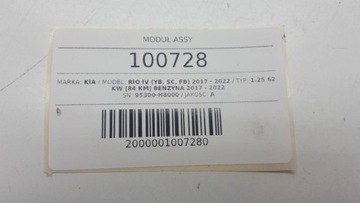 MODUŁ ASSY
100728
MARKA: KIA / MODEL: RIO IV (YB, SC, FB) 2017 - 2022 / TYP: 1.25 62
KW [84 KM] BENZYNA 2017 - 2022
SN: 95300-H8000 / JAKOŚĆ: A
2000001007280